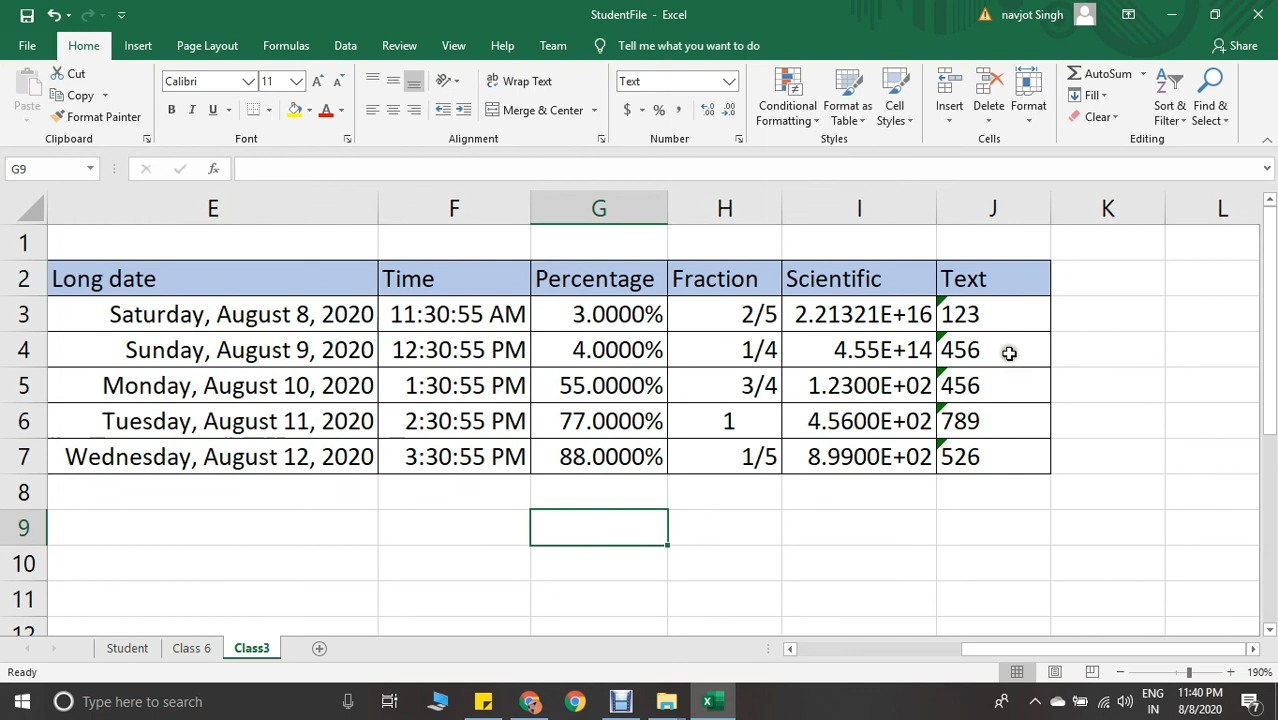 StudentFile - Excel
navjot Singh
File Home Insert Page Layout Formulas Data Review View Help Team Tell me what you want to do Share
Paste
Cut
Copy
Format Painter
Clipboard
Calibri 11
B I U
Font
Wrap Text
Merge & Center
Alignment
Text
$ % ,
Number
Conditional Formatting
Format as Table
Cell Styles
Styles
Insert
Delete
Format
Cells
AutoSum
Fill
Clear
Sort & Filter
Find & Select
Editing
G9
fx
E F G H I J K L
1
2 Long date Time Percentage Fraction Scientific Text
3 Saturday, August 8, 2020 11:30:55 AM 3.0000% 2/5 2.21321E+16 123
4 Sunday, August 9, 2020 12:30:55 PM 4.0000% 1/4 4.55E+14 456
5 Monday, August 10, 2020 1:30:55 PM 55.0000% 3/4 1.2300E+02 456
6 Tuesday, August 11, 2020 2:30:55 PM 77.0000% 1 4.5600E+02 789
7 Wednesday, August 12, 2020 3:30:55 PM 88.0000% 1/5 8.9900E+02 526
8
9
10
11
12
Student Class 6 Class3
Ready
190%
Type here to search
ENG
IN
11:40 PM
8/8/2020
7